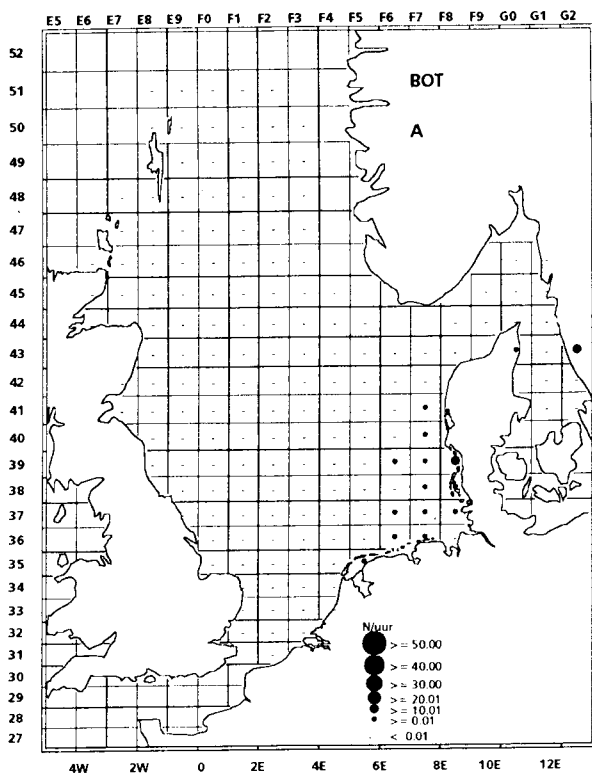 E5 E6 E7 E8 E9 F0 F1 F2 F3 F4 F5 F6 F7 F8 F9 G0 G1 G2
52
51
50
49
48
47
46
45
44
43
42
41
40
39
38
37
36
35
34
33
32
31
30
29
28
27
BOT
A
N/uur
> = 50.00
> = 40.00
> = 30.00
> = 20.01
> = 10.01
> = 0.01
< 0.01
4W 2W 0 2E 4E 6E 8E 10E 12E